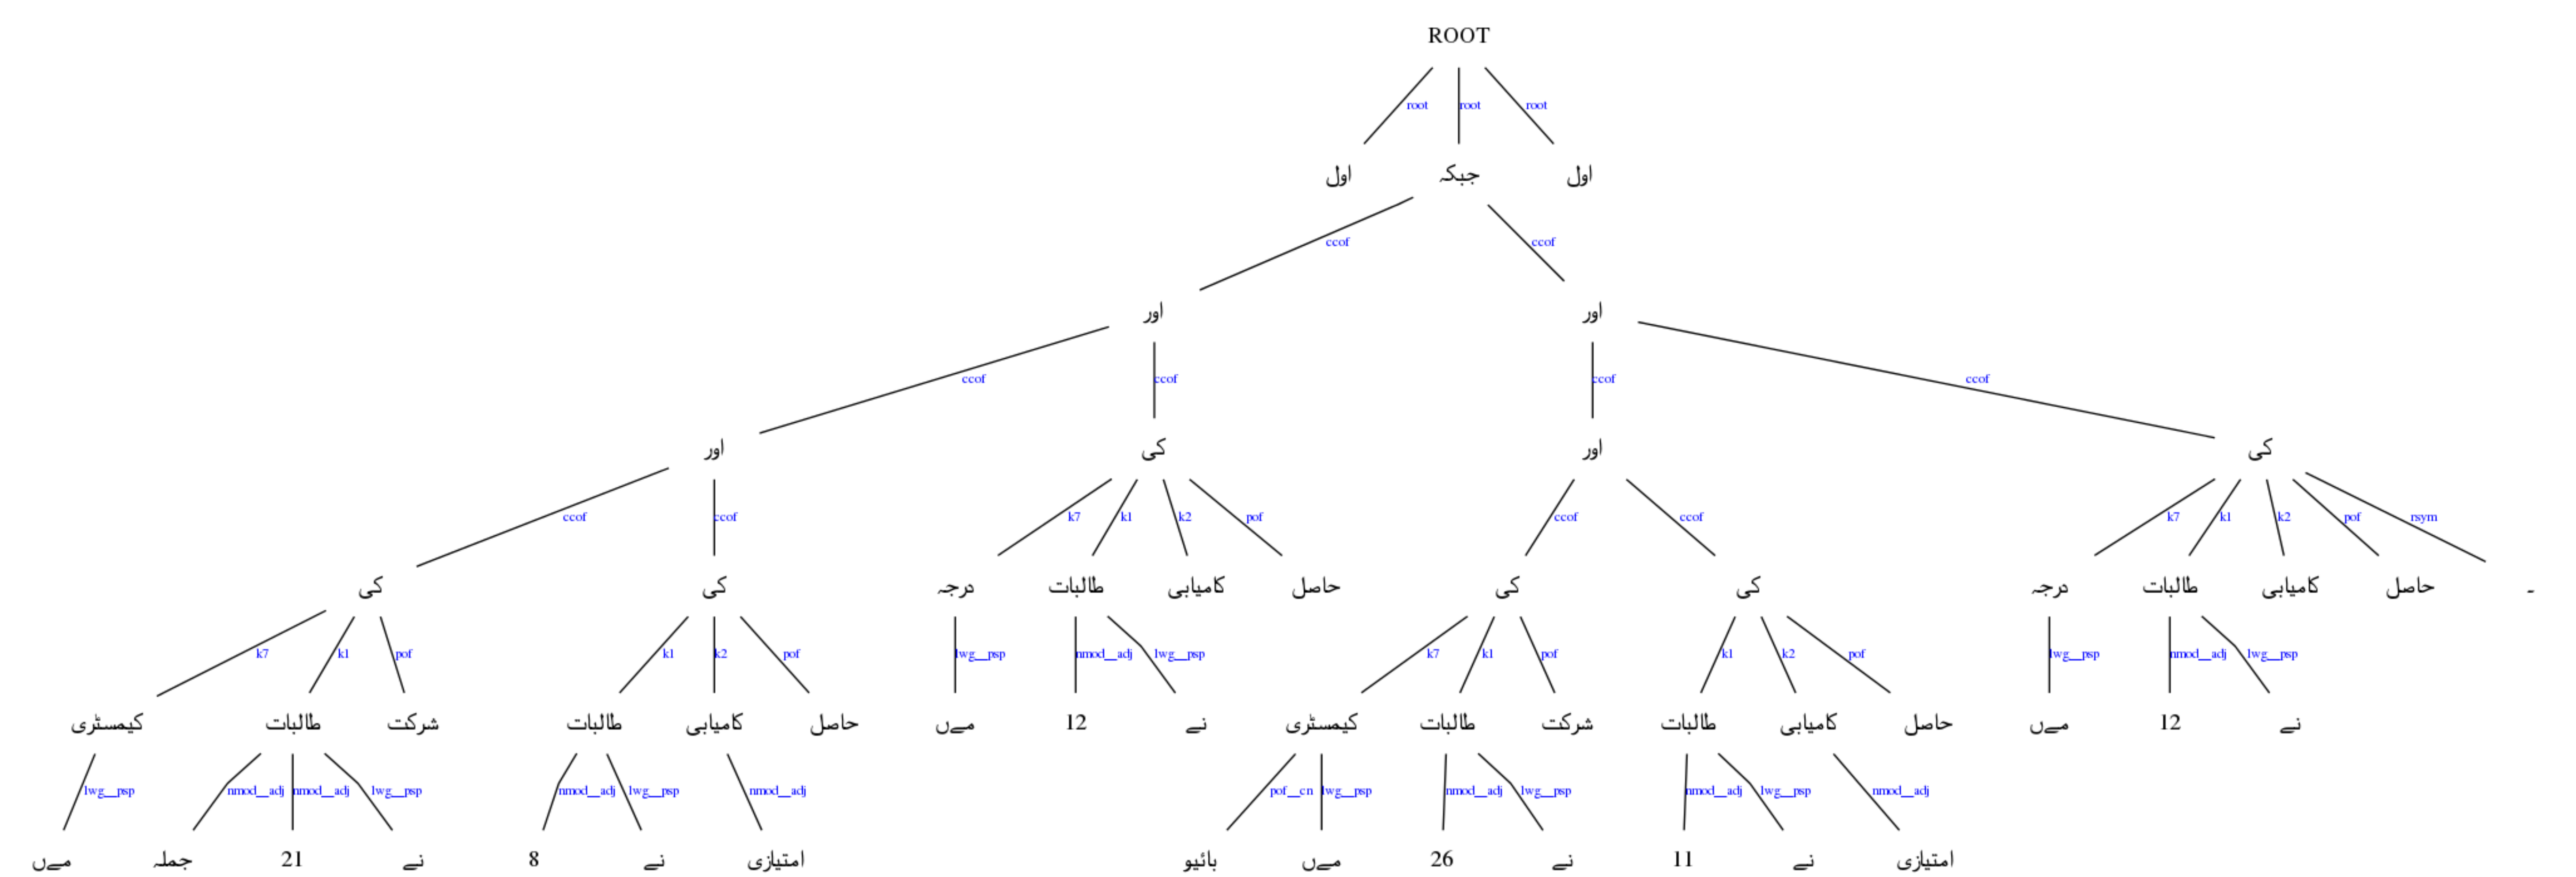 ROOT
root root root
اول جبکہ اول
ccof ccof
اور اور
ccof ccof ccof ccof
اور کی اور کی
ccof ccof k7 k1 k2 pof ccof ccof k7 k1 k2 pof rsym
کی کی درجہ طالبات کامیابی حاصل کی کی درجہ طالبات کامیابی حاصل ۔
k7 k1 pof k1 k2 pof lwg__psp nmod__adj lwg__psp k7 k1 pof k1 k2 pof lwg__psp nmod__adj lwg__psp
کیمسٹری طالبات شرکت طالبات کامیابی حاصل مےں 12 نے کیمسٹری طالبات شرکت طالبات کامیابی حاصل مےں 12 نے
lwg__psp nmod__adj nmod__adj lwg__psp nmod__adj lwg__psp nmod__adj pof__cn lwg__psp nmod__adj lwg__psp nmod__adj lwg__psp nmod__adj
مےں جملہ 21 نے 8 نے امتیازی بائیو مےں 26 نے 11 نے امتیازی